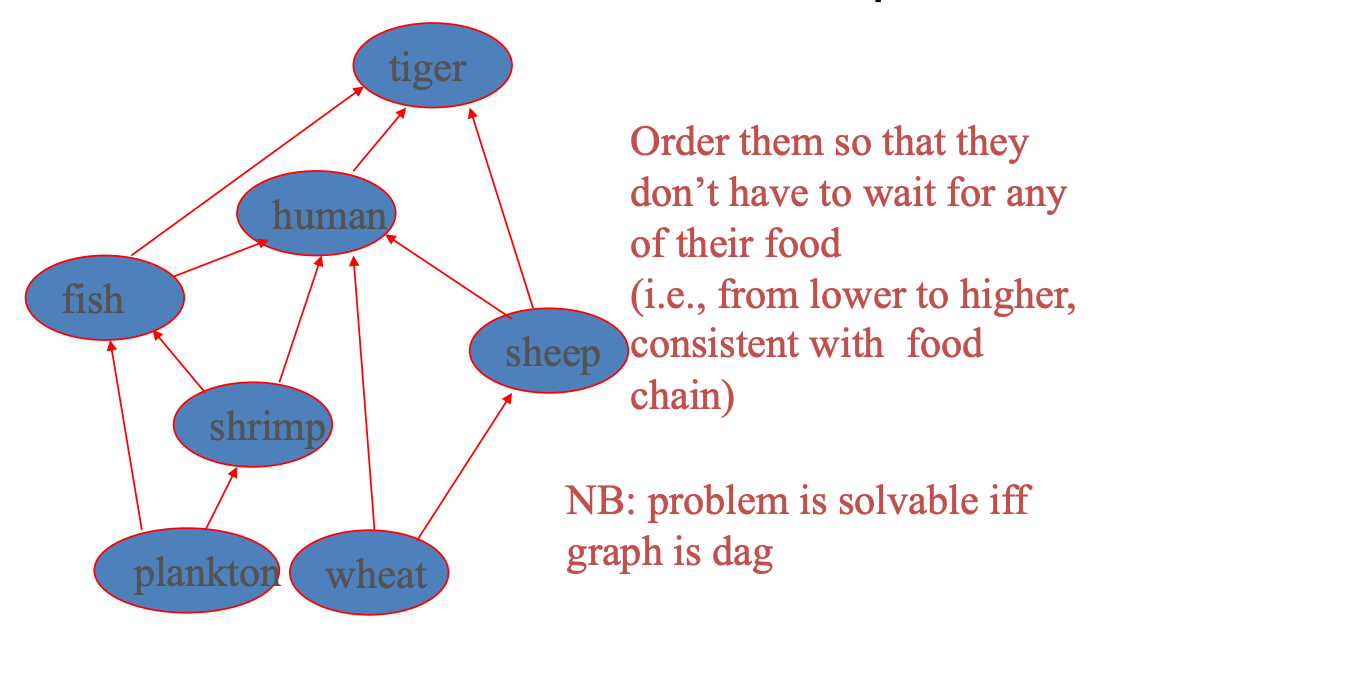 tiger
Order them so that they
don’t have to wait for any
of their food
(i.e., from lower to higher,
consistent with  food
chain)
human
fish
sheep
shrimp
NB: problem is solvable iff
graph is dag
plankton
wheat